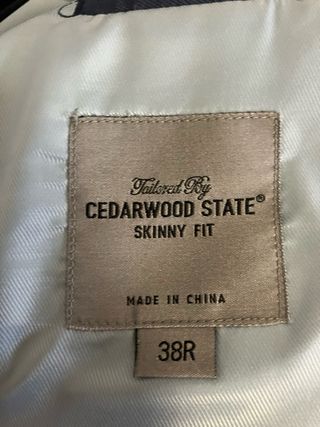 Tailored By
CEDARWOOD STATE®
SKINNY FIT
MADE IN CHINA
38R